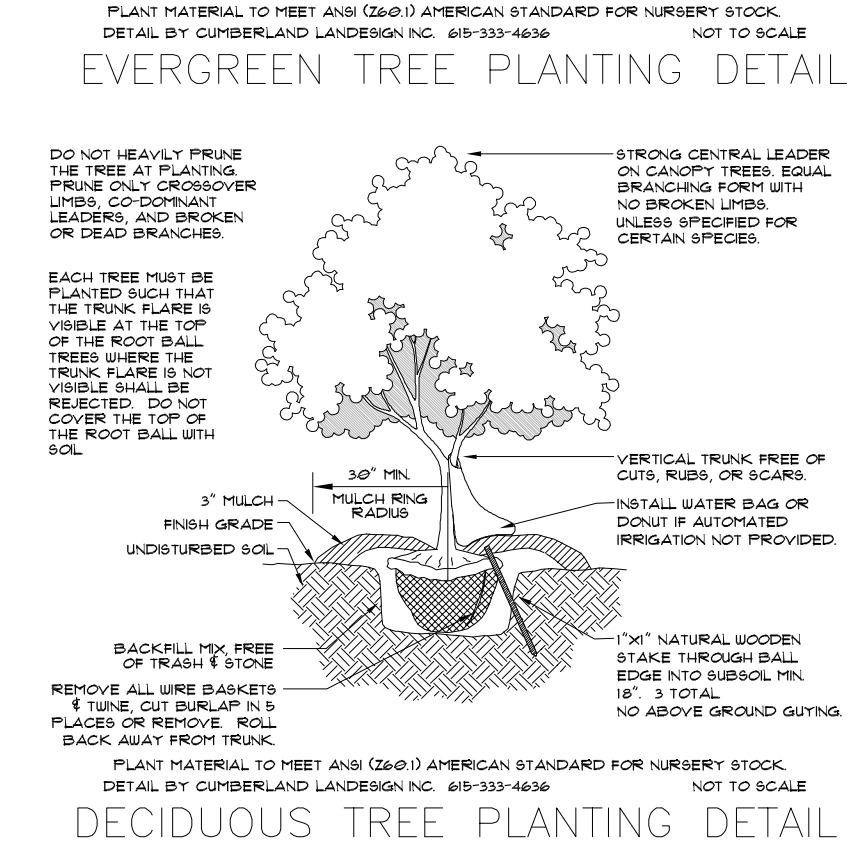 PLANT MATERIAL TO MEET ANSI (Z60.1) AMERICAN STANDARD FOR NURSERY STOCK.
DETAIL BY CUMBERLAND LANDESIGN INC. 615-333-4636 NOT TO SCALE
EVERGREEN TREE PLANTING DETAIL
DO NOT HEAVILY PRUNE
THE TREE AT PLANTING.
PRUNE ONLY CROSSOVER
LIMBS, CO-DOMINANT
LEADERS, AND BROKEN
OR DEAD BRANCHES.
STRONG CENTRAL LEADER
ON CANOPY TREES. EQUAL
BRANCHING FORM WITH
NO BROKEN LIMBS.
UNLESS SPECIFIED FOR
CERTAIN SPECIES.
EACH TREE MUST BE
PLANTED SUCH THAT
THE TRUNK FLARE IS
VISIBLE AT THE TOP
OF THE ROOT BALL
TREES WHERE THE
TRUNK FLARE IS NOT
VISIBLE SHALL BE
REJECTED. DO NOT
COVER THE TOP OF
THE ROOT BALL WITH
SOIL
VERTICAL TRUNK FREE OF
CUTS, RUBS, OR SCARS.
30" MIN.
MULCH RING
RADIUS
3" MULCH
FINISH GRADE
UNDISTURBED SOIL
INSTALL WATER BAG OR
DONUT IF AUTOMATED
IRRIGATION NOT PROVIDED.
BACKFILL MIX, FREE
OF TRASH & STONE
REMOVE ALL WIRE BASKETS
& TWINE, CUT BURLAP IN 5
PLACES OR REMOVE. ROLL
BACK AWAY FROM TRUNK.
1"X1" NATURAL WOODEN
STAKE THROUGH BALL
EDGE INTO SUBSOIL MIN.
18". 3 TOTAL
NO ABOVE GROUND GUYING.
PLANT MATERIAL TO MEET ANSI (Z60.1) AMERICAN STANDARD FOR NURSERY STOCK.
DETAIL BY CUMBERLAND LANDESIGN INC. 615-333-4636 NOT TO SCALE
DECIDUOUS TREE PLANTING DETAIL